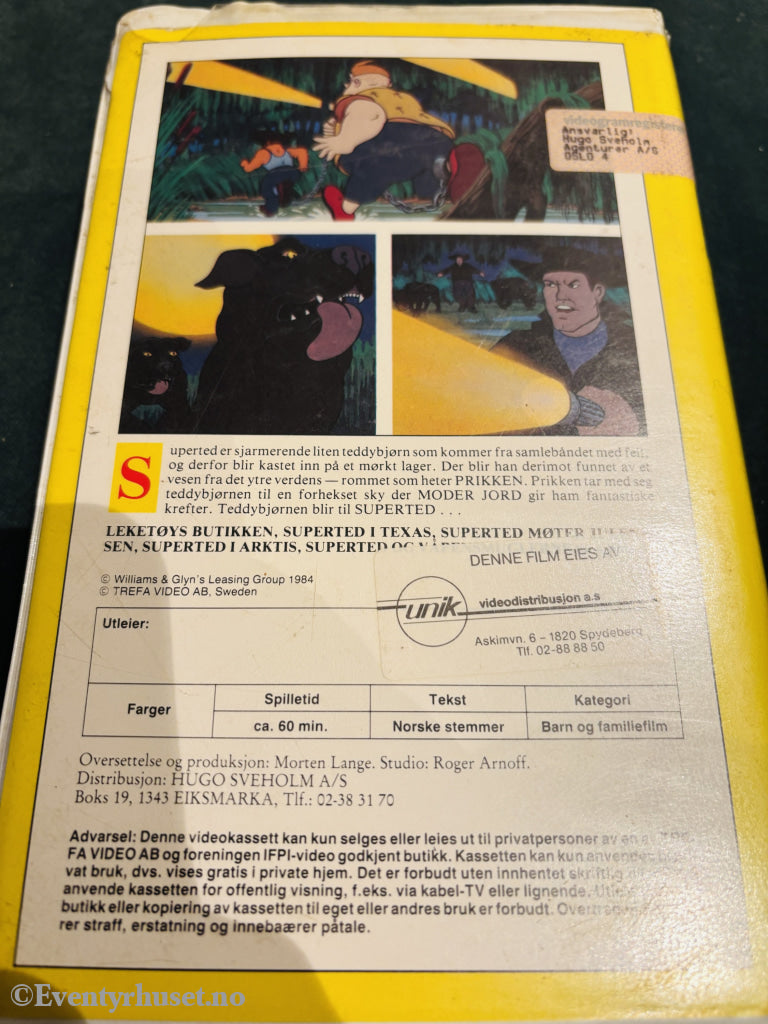 videogramregistere
Ansvarlig:
Hugo Sveholm
Agenturer A/S
OSLO 4
Superted er sjarmerende liten teddybjørn som kommer fra samlebåndet med feil,
og derfor blir kastet inn på et mørkt lager. Der blir han derimot funnet av et
vesen fra det ytre verdens — rommet som heter PRIKKEN. Prikken tar med seg
teddybjørnen til en forhekset sky der MODER JORD gir ham fantastiske
krefter. Teddybjørnen blir til SUPERTED . . .
LEKETØYS BUTIKKEN, SUPERTED I TEXAS, SUPERTED MØTER
SEN, SUPERTED I ARKTIS, SUPERTED OG
DENNE FILM EIES AV
© Williams & Glyn's Leasing Group 1984
© TREFA VIDEO AB, Sweden
unik videodistribusjon a.s
Askimvn. 6 – 1820 Spydeberg
Tlf. 02-88 88 50
Utleier:
Farger Spilletid Tekst Kategori
ca. 60 min. Norske stemmer Barn og familiefilm
Oversettelse og produksjon: Morten Lange. Studio: Roger Arnoff.
Distribusjon: HUGO SVEHOLM A/S
Boks 19, 1343 EIKSMARKA, Tlf.: 02-38 31 70
Advarsel: Denne videokassett kan kun selges eller leies ut til privatpersoner av en
FA VIDEO AB og foreningen IFPI-video godkjent butikk. Kassetten kan kun anvendes
vat bruk, dvs. vises gratis i private hjem. Det er forbudt uten innhentet skriftlig
anvende kassetten for offentlig visning, f.eks. via kabel-TV eller lignende.
butikk eller kopiering av kassetten til eget eller andres bruk er forbudt.
rer straff, erstatning og innebaærer påtale.
©Eventyrhuset.no